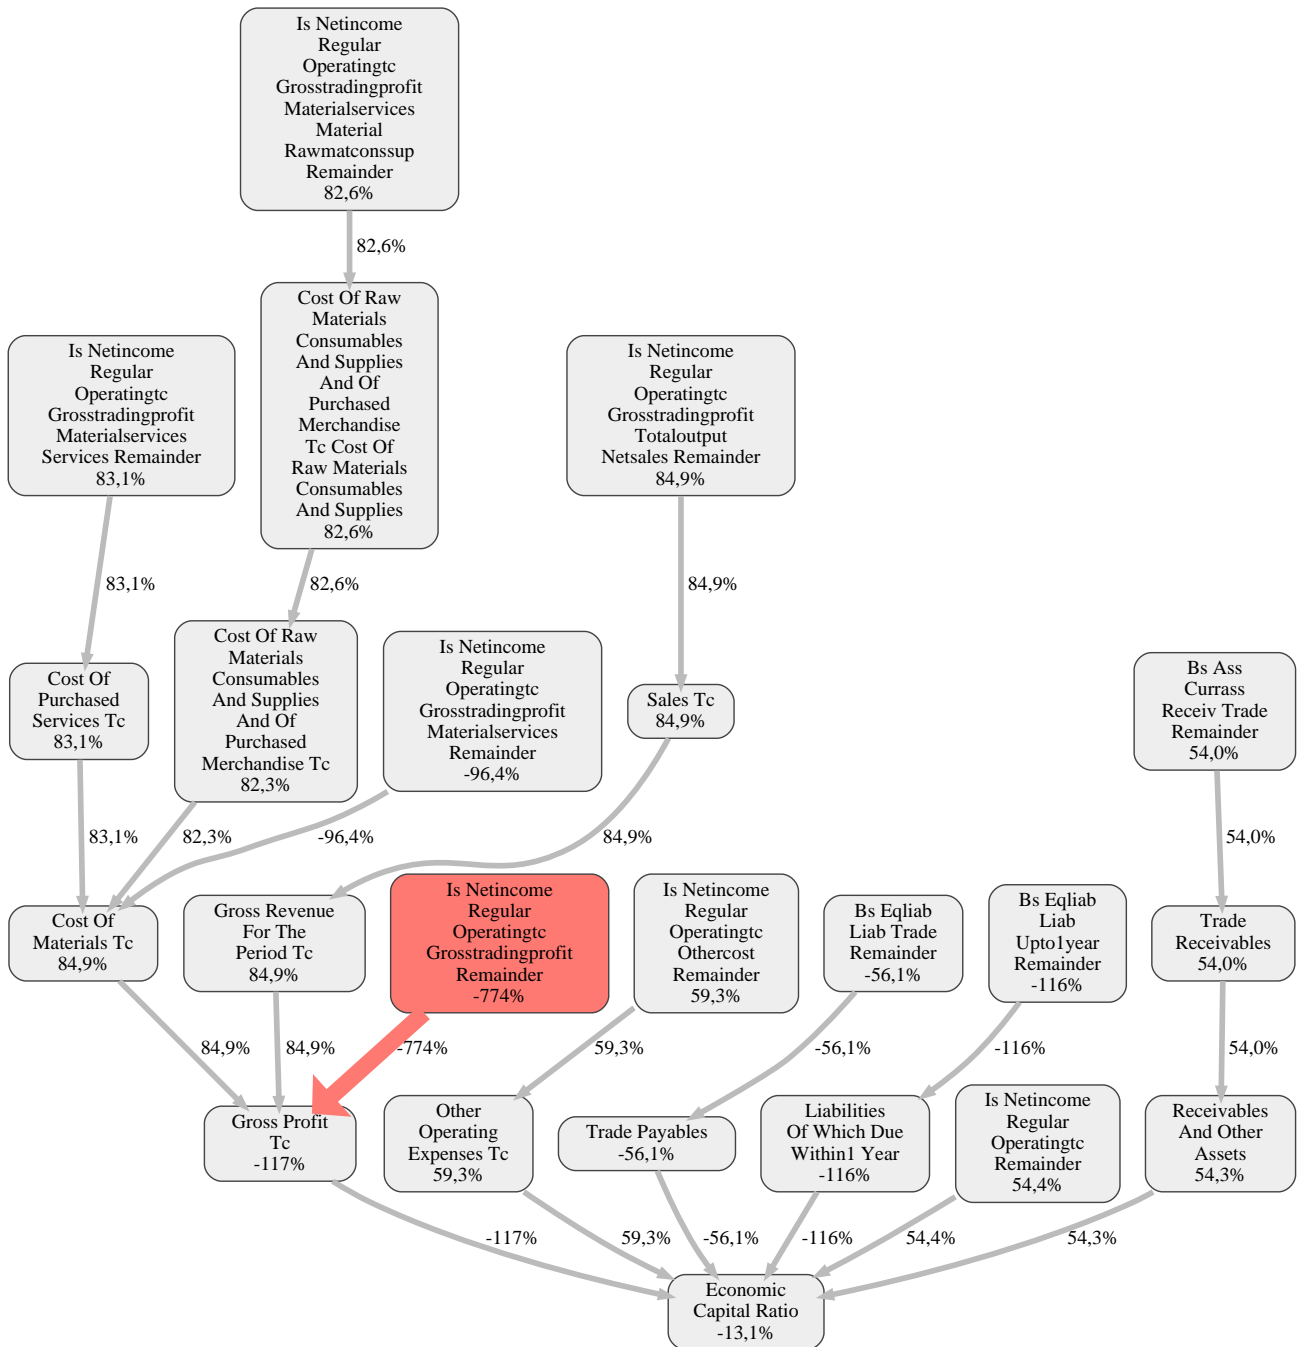 Is Netincome
Regular
Operatingtc
Grosstradingprofit
Materialservices
Material
Rawmatconssup
Remainder
82,6%
82,6%
Cost Of Raw
Materials
Consumables
And Supplies
And Of
Purchased
Merchandise
Tc Cost Of
Raw Materials
Consumables
And Supplies
82,6%
Is Netincome
Regular
Operatingtc
Grosstradingprofit
Materialservices
Services Remainder
83,1%
Is Netincome
Regular
Operatingtc
Grosstradingprofit
Totaloutput
Netsales Remainder
84,9%
83,1%
82,6%
84,9%
Cost Of
Purchased
Services Tc
83,1%
Cost Of Raw
Materials
Consumables
And Supplies
And Of
Purchased
Merchandise Tc
82,3%
Is Netincome
Regular
Operatingtc
Grosstradingprofit
Materialservices
Remainder
-96,4%
Sales Tc
84,9%
Bs Ass
Currass
Receiv Trade
Remainder
54,0%
83,1%
82,3%
-96,4%
84,9%
54,0%
Cost Of
Materials Tc
84,9%
Gross Revenue
For The
Period Tc
84,9%
Is Netincome
Regular
Operatingtc
Grosstradingprofit
Remainder
-774%
Is Netincome
Regular
Operatingtc
Othercost
Remainder
59,3%
Bs Eqliab
Liab Trade
Remainder
-56,1%
Bs Eqliab
Liab
Upto1year
Remainder
-116%
Trade
Receivables
54,0%
84,9%
84,9%
-774%
59,3%
-56,1%
-116%
54,0%
Gross Profit
Tc
-117%
Other
Operating
Expenses Tc
59,3%
Trade Payables
-56,1%
Liabilities
Of Which Due
Within1 Year
-116%
Is Netincome
Regular
Operatingtc
Remainder
54,4%
Receivables
And Other
Assets
54,3%
-117%
59,3%
-56,1%
-116%
54,4%
54,3%
Economic
Capital Ratio
-13,1%